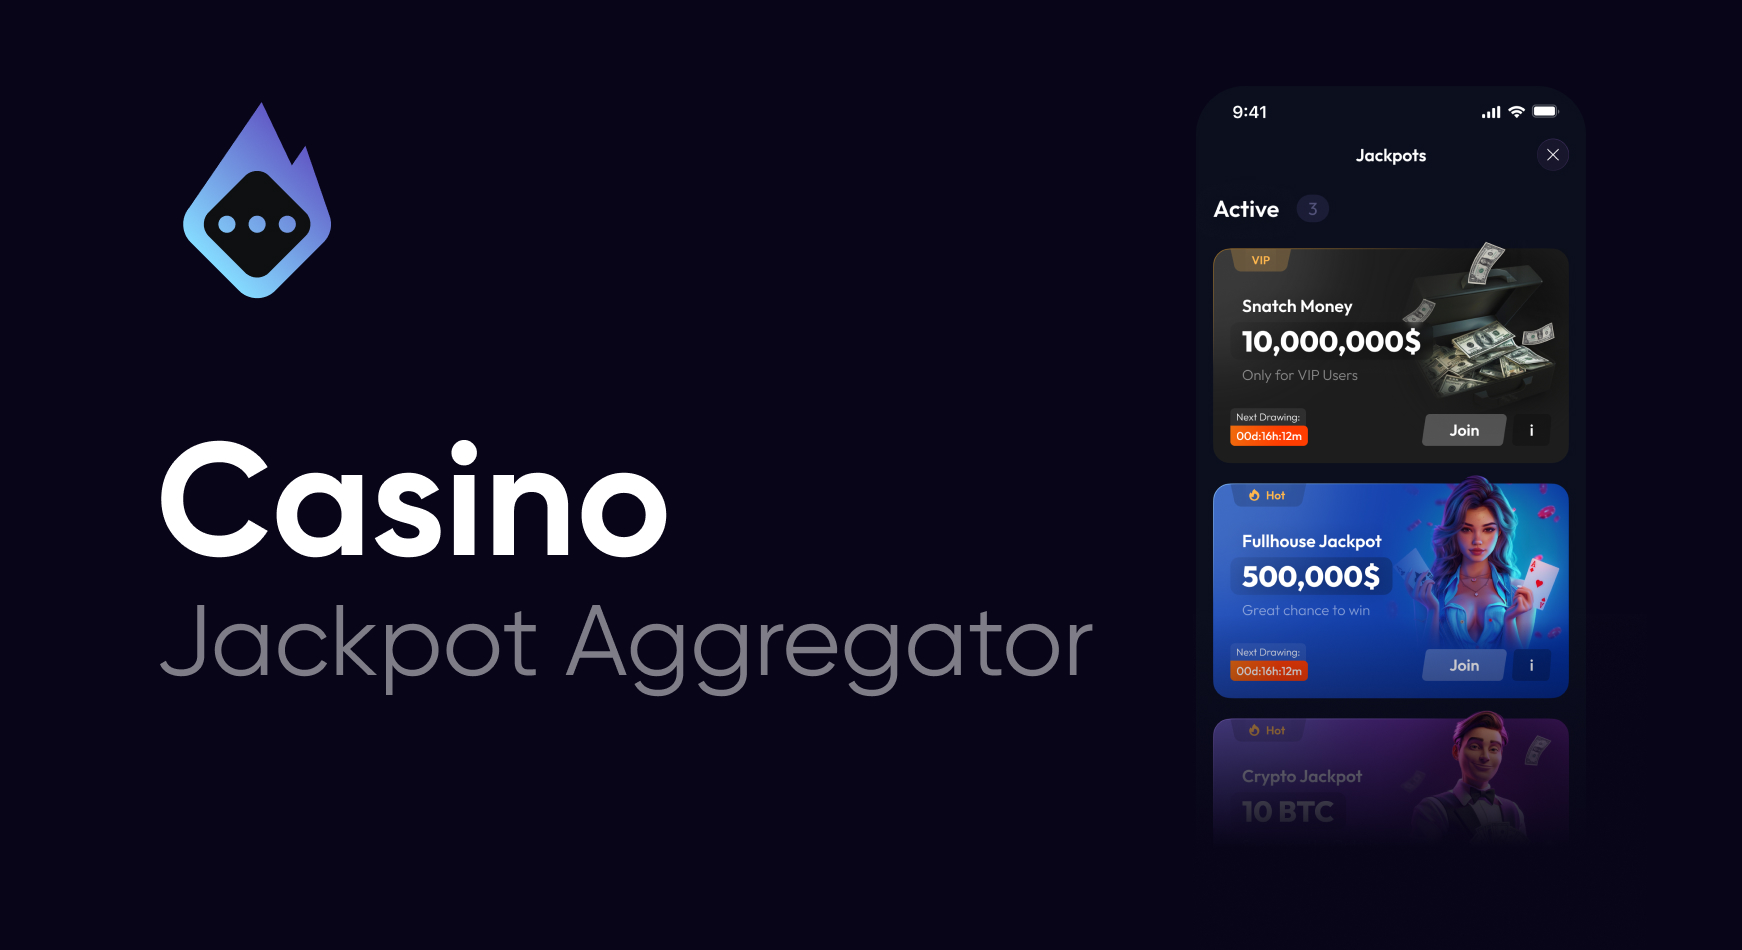 Casino
Jackpot Aggregator
9:41
Jackpots
Active 3
VIP
Snatch Money
10,000,000$
Only for VIP Users
Next Drawing:
00d:16h:12m
Join i
Hot
Fullhouse Jackpot
500,000$
Great chance to win
Next Drawing:
00d:16h:12m
Join i
Hot
Crypto Jackpot
10 BTC